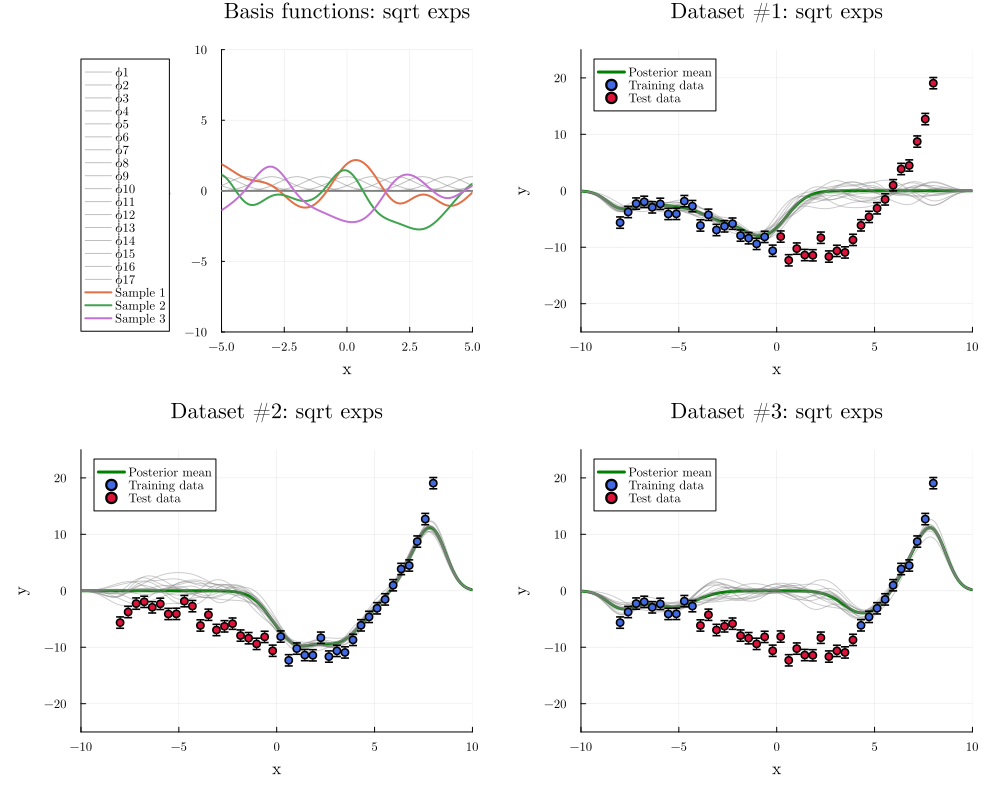 Basis functions: sqrt exps
ϕ1
ϕ2
ϕ3
ϕ4
ϕ5
ϕ6
ϕ7
ϕ8
ϕ9
ϕ10
ϕ11
ϕ12
ϕ13
ϕ14
ϕ15
ϕ16
ϕ17
Sample 1
Sample 2
Sample 3
10
5
0
−5
−10
−5.0 −2.5 0.0 2.5 5.0
x
Dataset #1: sqrt exps
Posterior mean
Training data
Test data
20
10
0
−10
−20
y
−10 −5 0 5 10
x
Dataset #2: sqrt exps
Posterior mean
Training data
Test data
20
10
0
−10
−20
y
−10 −5 0 5 10
x
Dataset #3: sqrt exps
Posterior mean
Training data
Test data
20
10
0
−10
−20
y
−10 −5 0 5 10
x